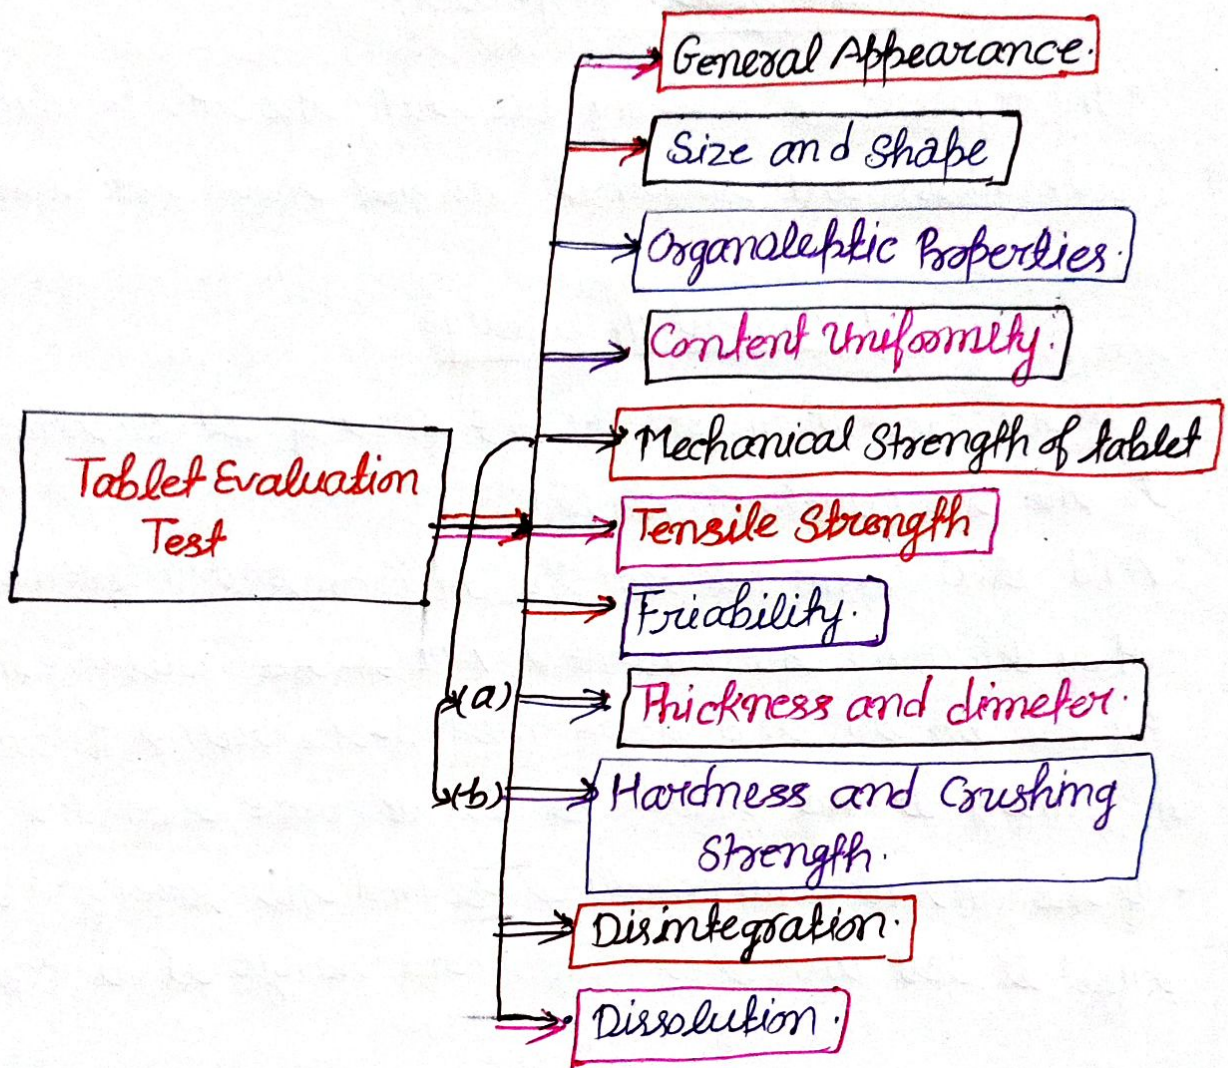 General Appearance.
Size and Shape
Organoleptic Properties.
Content Uniformity.
Mechanical Strength of tablet
Tablet Evaluation
Test
Tensile Strength
Friability.
(a)
Thickness and dimeter.
(b)
Hardness and Crushing
Strength.
Disintegration.
Dissolution.